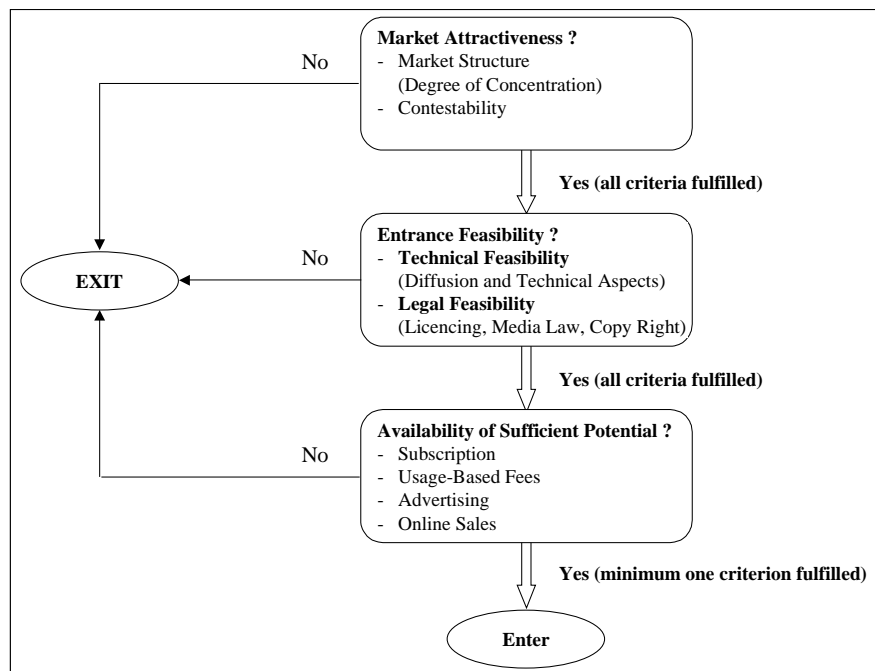 Market Attractiveness ?
- Market Structure
(Degree of Concentration)
- Contestability
No
Yes (all criteria fulfilled)
Entrance Feasibility ?
- Technical Feasibility
(Diffusion and Technical Aspects)
- Legal Feasibility
(Licencing, Media Law, Copy Right)
No
EXIT
Yes (all criteria fulfilled)
Availability of Sufficient Potential ?
- Subscription
- Usage-Based Fees
- Advertising
- Online Sales
No
Yes (minimum one criterion fulfilled)
Enter